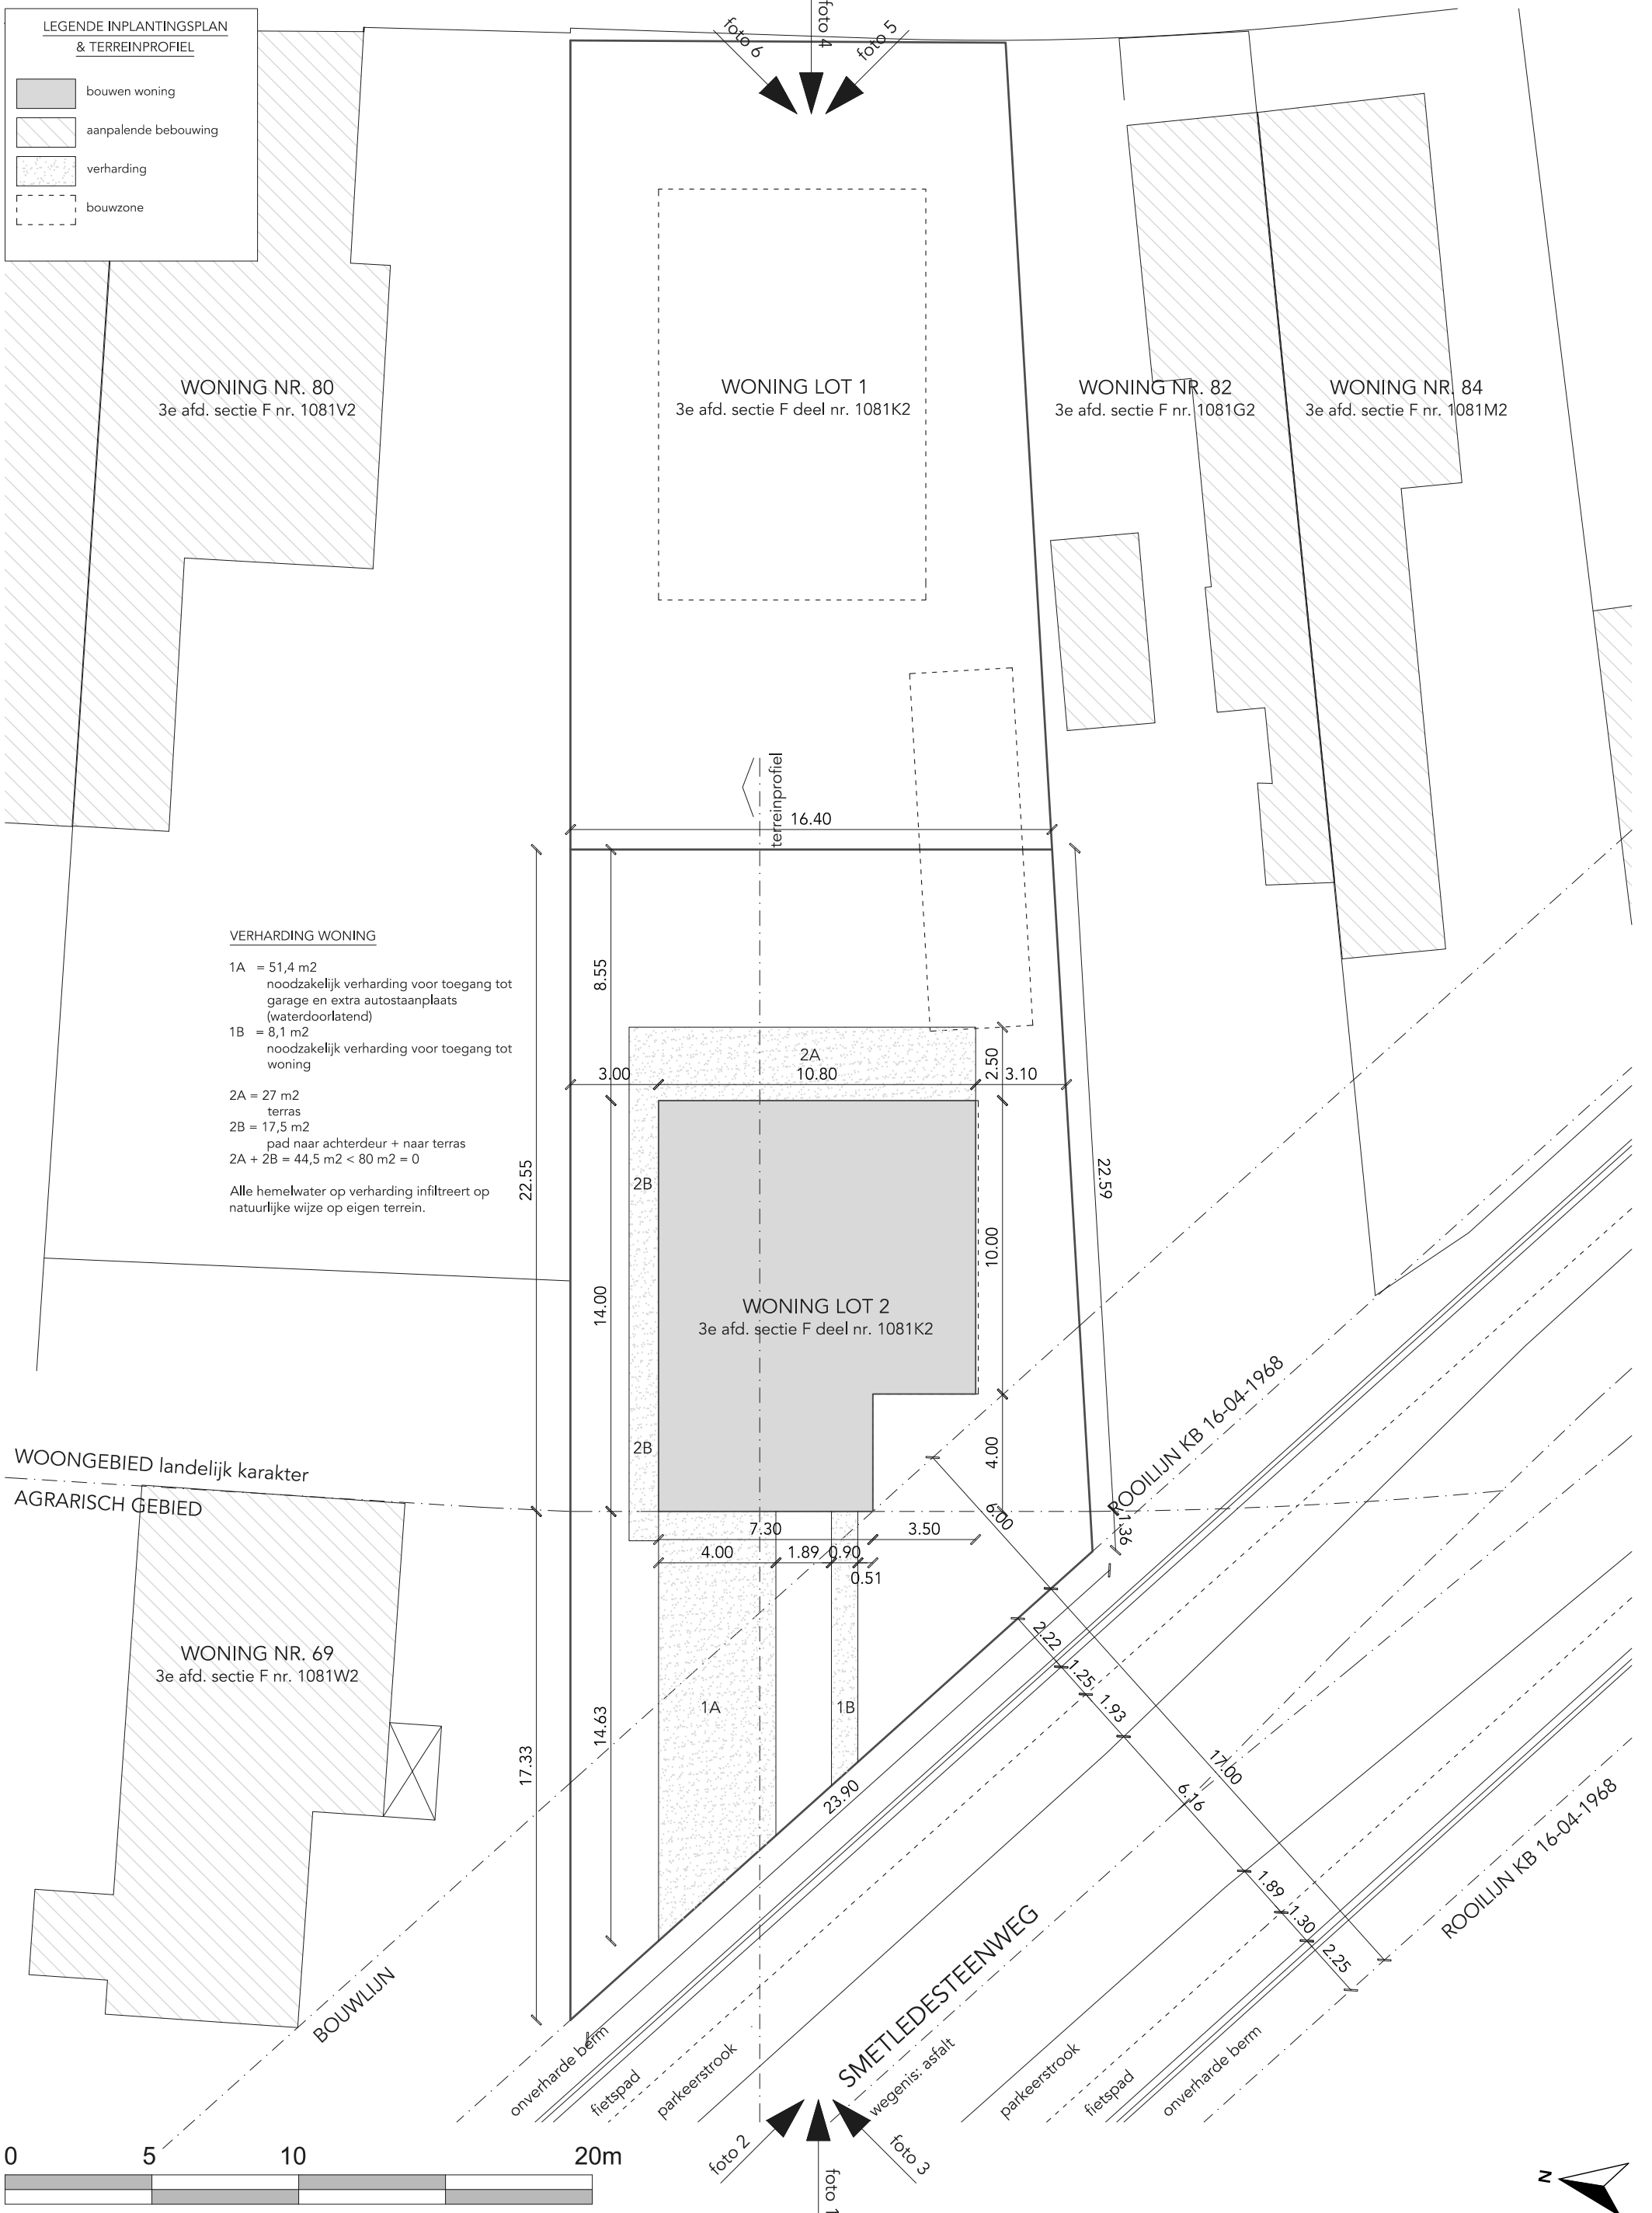 LEGENDE INPLANTINGSPLAN
& TERREINPROFIEL
bouwen woning
aanpalende bebouwing
verharding
bouwzone
foto 6
foto 4
foto 5
WONING NR. 80
3e afd. sectie F nr. 1081V2
WONING LOT 1
3e afd. sectie F deel nr. 1081K2
WONING NR. 82
3e afd. sectie F nr. 1081G2
WONING NR. 84
3e afd. sectie F nr. 1081M2
terreinprofiel
16.40
VERHARDING WONING
1A = 51,4 m2
noodzakelijk verharding voor toegang tot
garage en extra autostaanplaats
(waterdoorlatend)
1B = 8,1 m2
noodzakelijk verharding voor toegang tot
woning
2A = 27 m2
terras
2B = 17,5 m2
pad naar achterdeur + naar terras
2A + 2B = 44,5 m2 < 80 m2 = 0
Alle hemelwater op verharding infiltreert op
natuurlijke wijze op eigen terrein.
8.55
2A
3.00
10.80
2.50
3.10
22.55
2B
22.59
10.00
14.00
WONING LOT 2
3e afd. sectie F deel nr. 1081K2
2B
4.00
WOONGEBIED landelijk karakter
AGRARISCH GEBIED
ROOILIJN KB 16-04-1968
6.00
1.36
7.30
3.50
4.00
1.89
0.90
0.51
WONING NR. 69
3e afd. sectie F nr. 1081W2
2.22
1.25
1.93
1A
1B
14.63
17.33
23.90
17.00
6.16
1.89
1.30
2.25
ROOILIJN KB 16-04-1968
BOUWLIJN
SMETLEDESTEENWEG
onverharde berm
fietspad
parkeerstrook
wegenis: asfalt
parkeerstrook
fietspad
onverharde berm
foto 2
foto 1
foto 3
0 5 10 20m
N